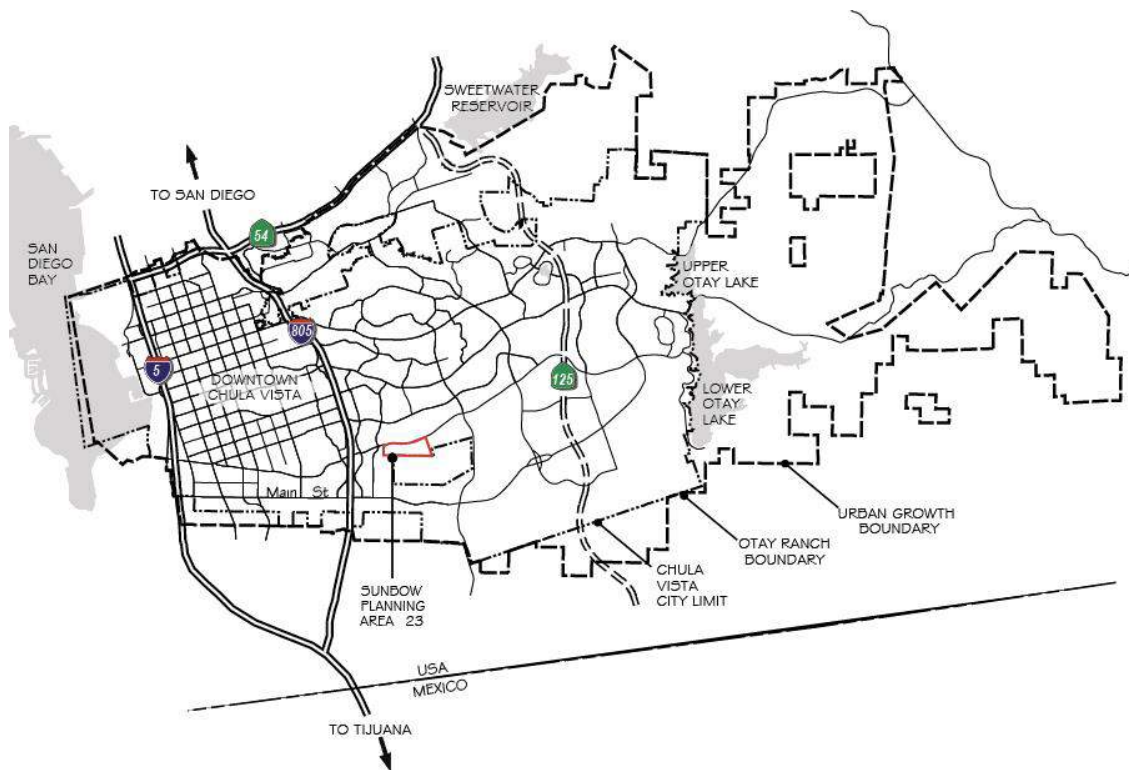 SWEETWATER
RESERVOIR
TO SAN DIEGO
54
SAN
DIEGO
BAY
UPPER
OTAY LAKE
805
5
DOWNTOWN
CHULA VISTA
125
LOWER
OTAY
LAKE
Main St
URBAN GROWTH
BOUNDARY
OTAY RANCH
BOUNDARY
CHULA
VISTA
CITY LIMIT
SUNBOW
PLANNING
AREA 23
USA
MEXICO
TO TIJUANA